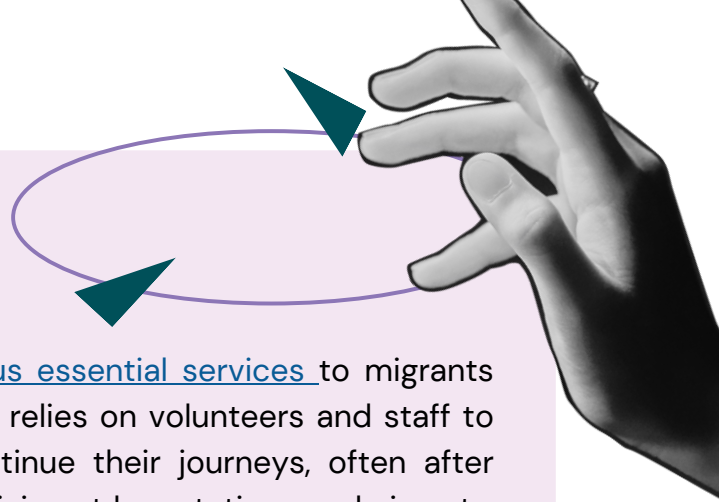 us essential services to migrants
relies on volunteers and staff to
tinue their journeys, often after